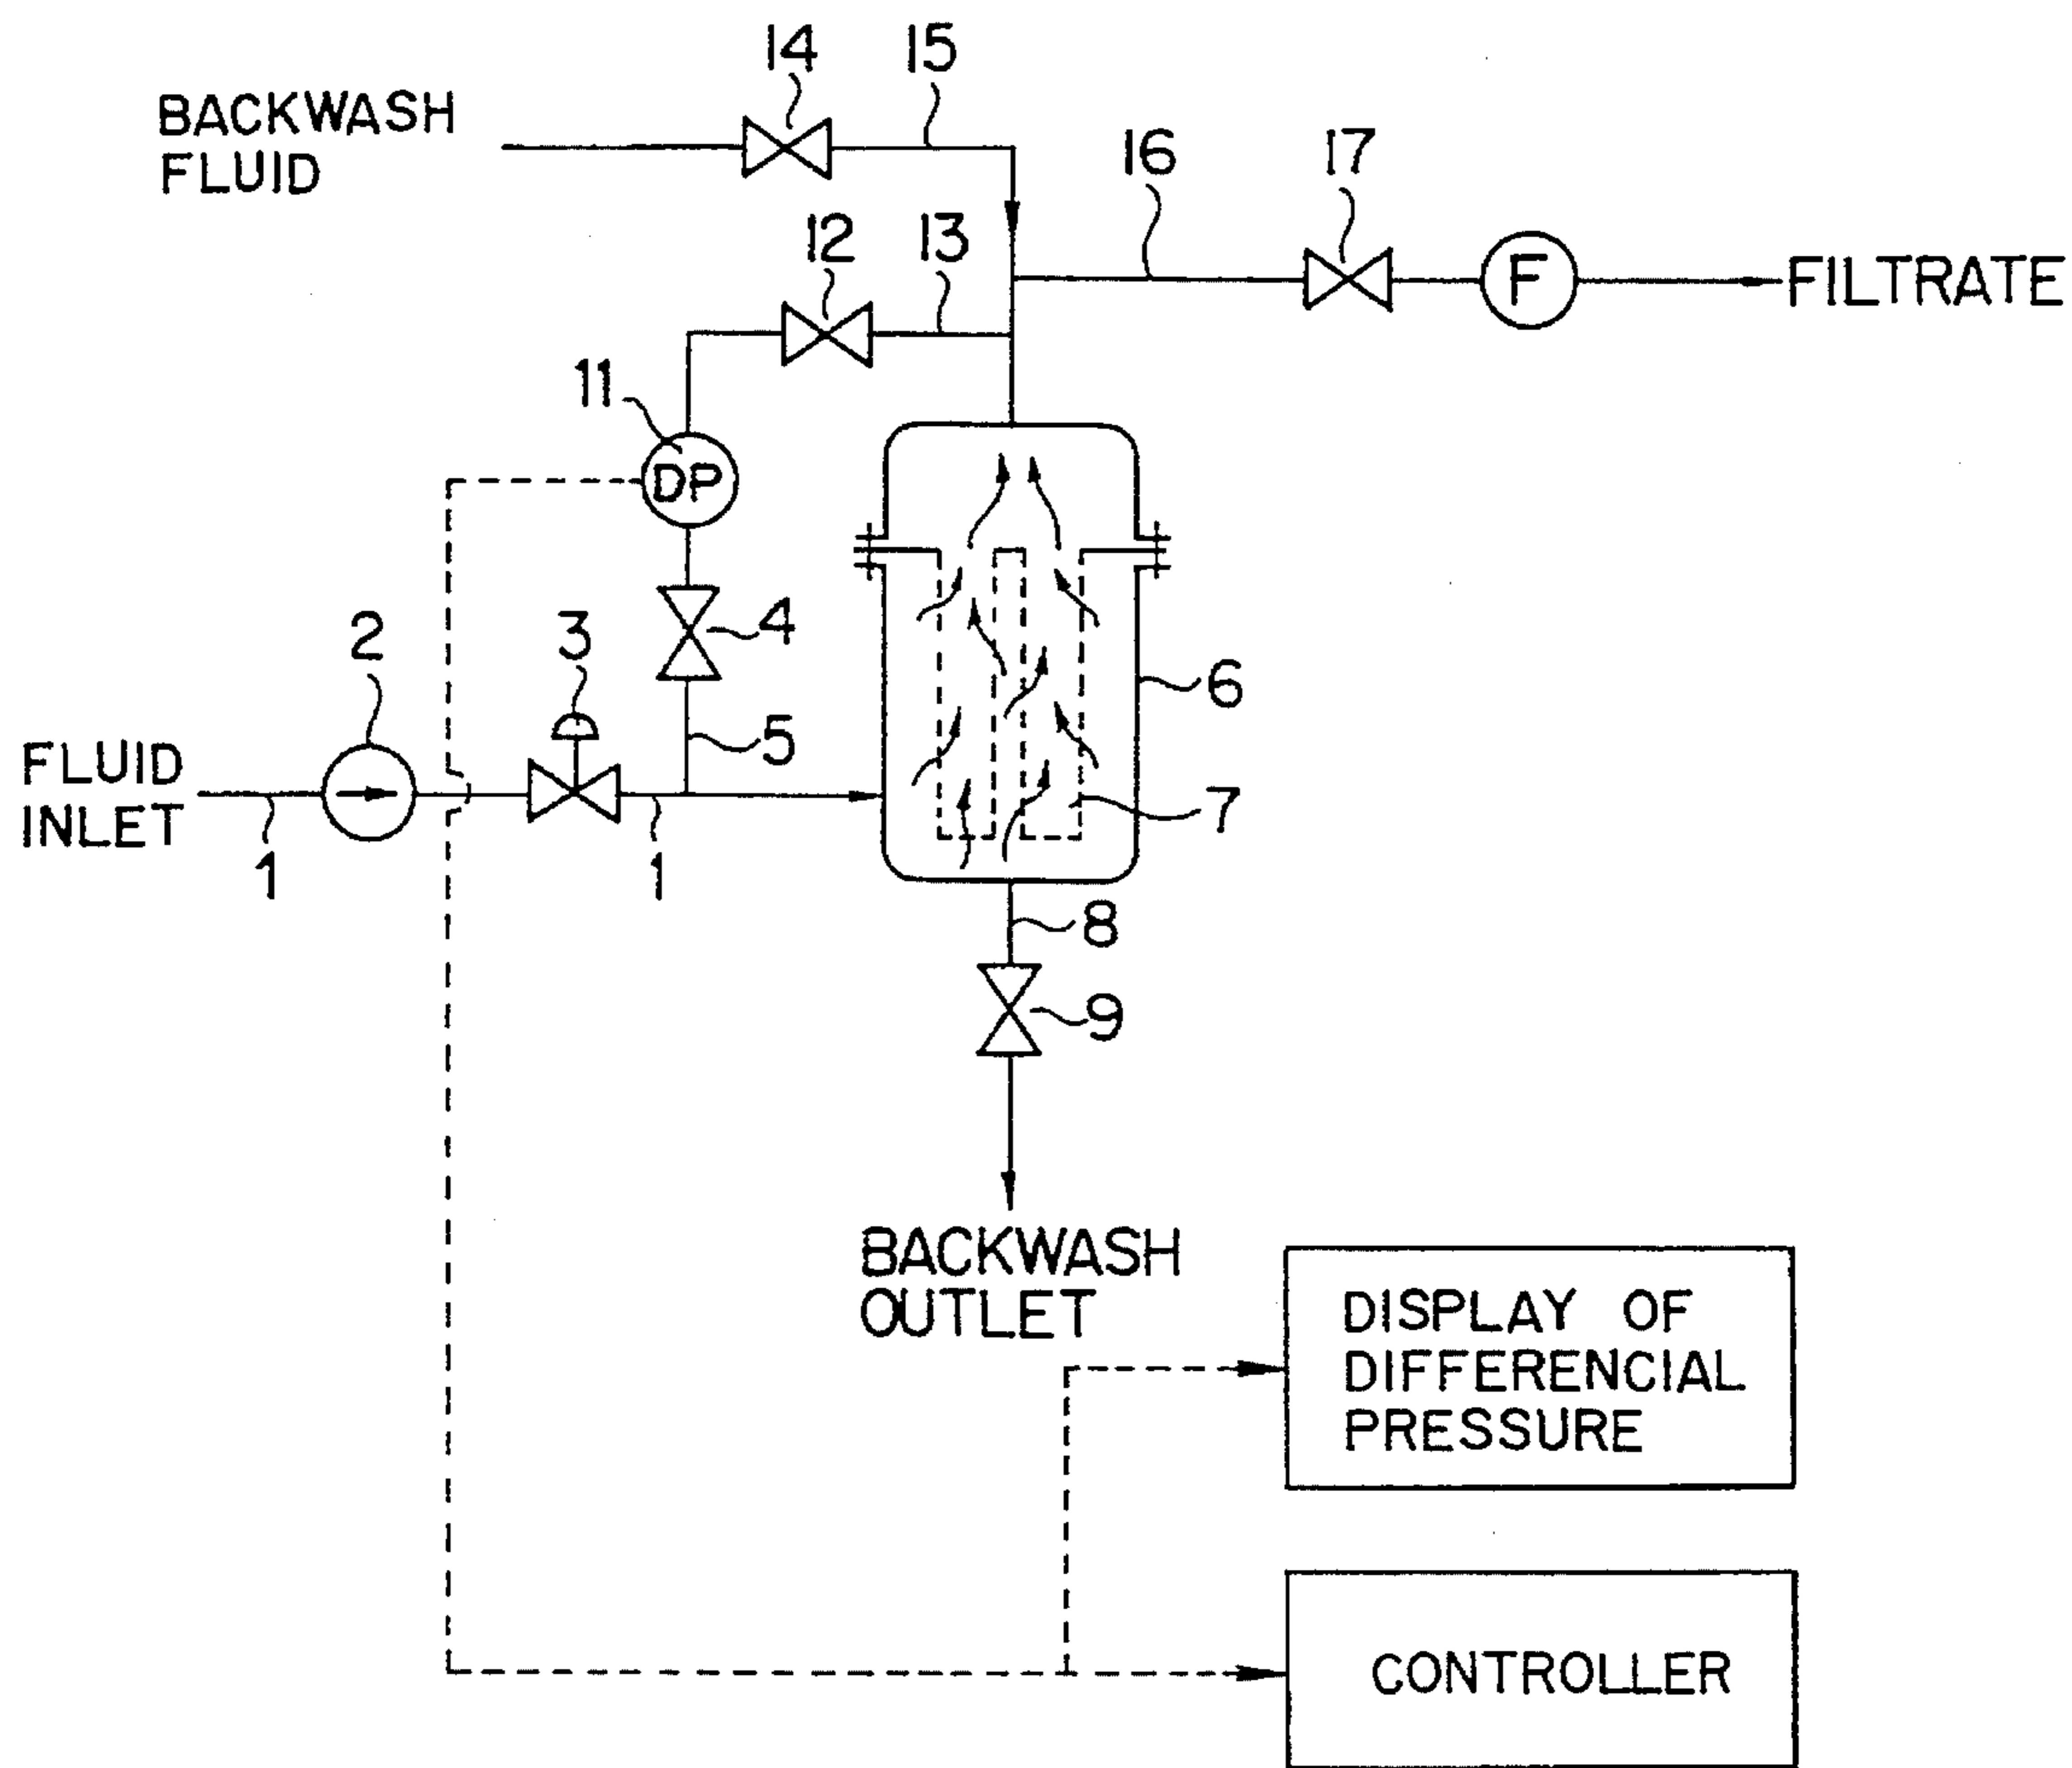 14
15
BACKWASH
FLUID
16
17
12
13
F
FILTRATE
11
DP
4
2
3
6
5
FLUID
INLET
7
1
1
8
9
BACKWASH
OUTLET
DISPLAY OF
DIFFERENCIAL
PRESSURE
CONTROLLER